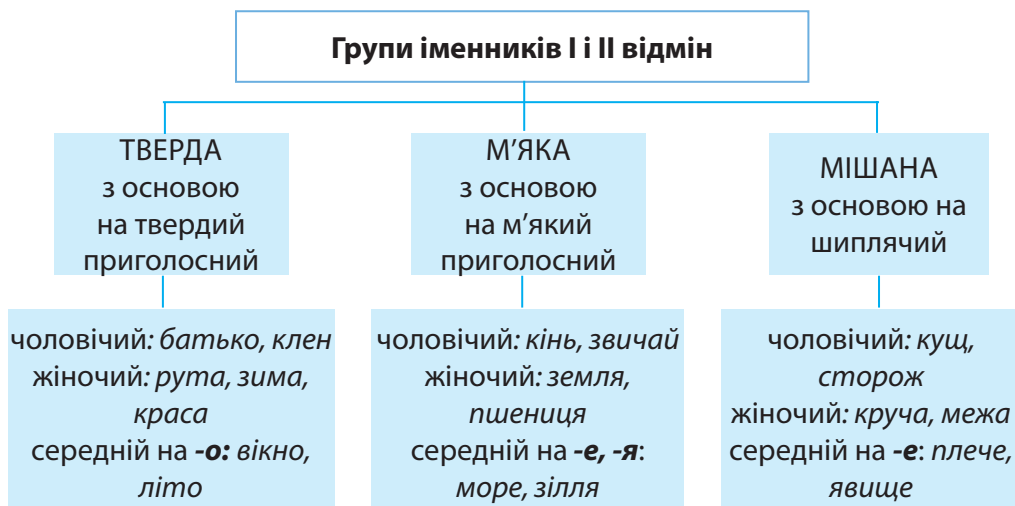 Групи іменників І і ІІ відмін
ТВЕРДА
з основою
на твердий
приголосний
М’ЯКА
з основою
на м’який
приголосний
МІШАНА
з основою на
шиплячий
чоловічий: батько, клен
жіночий: рута, зима,
краса
середній на -о: вікно,
літо
чоловічий: кінь, звичай
жіночий: земля,
пшениця
середній на -е, -я:
море, зілля
чоловічий: кущ,
сторож
жіночий: круча, межа
середній на -е: плече,
явище